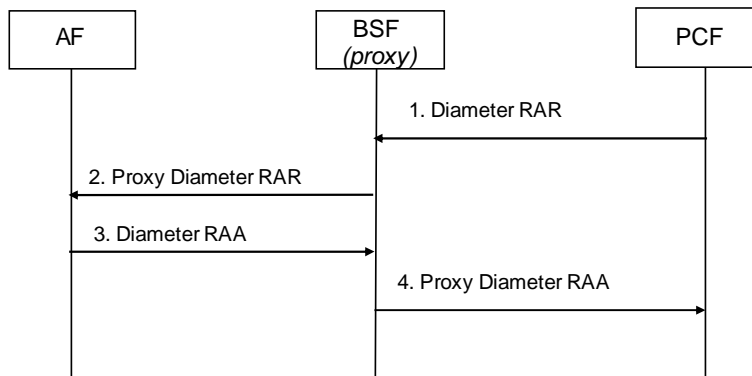 AF
BSF
(proxy)
PCF
1. Diameter RAR
2. Proxy Diameter RAR
3. Diameter RAA
4. Proxy Diameter RAA